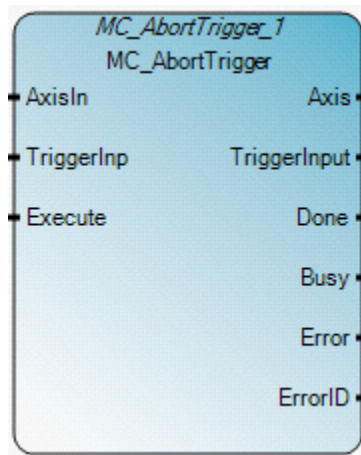 MC_AbortTrigger_1
MC_AbortTrigger
AxisIn Axis
TriggerInp TriggerInput
Execute Done
Busy
Error
ErrorID